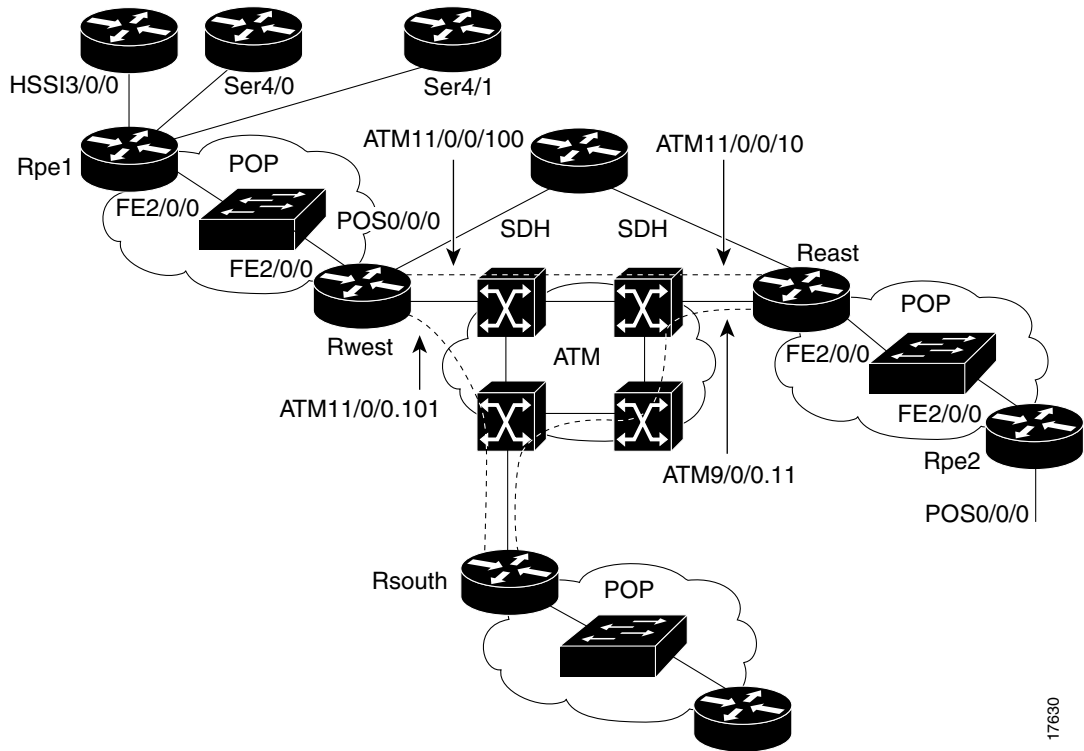 HSSI3/0/0
Ser4/0
Ser4/1
ATM11/0/0/100
ATM11/0/0/10
Rpe1
POP
FE2/0/0
POS0/0/0
SDH
SDH
FE2/0/0
Reast
POP
Rwest
ATM
FE2/0/0
ATM11/0/0.101
FE2/0/0
ATM9/0/0.11
Rpe2
POS0/0/0
Rsouth
POP
17630